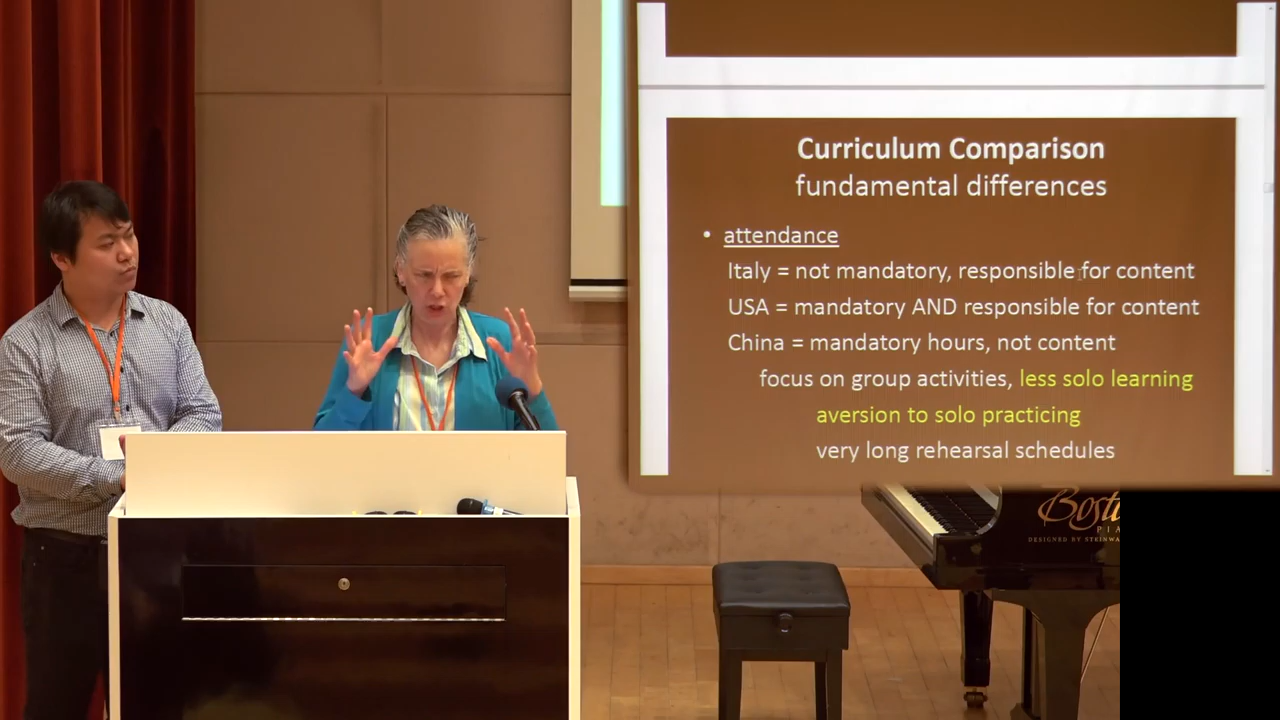 Curriculum Comparison
fundamental differences
• attendance
Italy = not mandatory, responsible for content
USA = mandatory AND responsible for content
China = mandatory hours, not content
focus on group activities, less solo learning
aversion to solo practicing
very long rehearsal schedules
DESIGNED BY